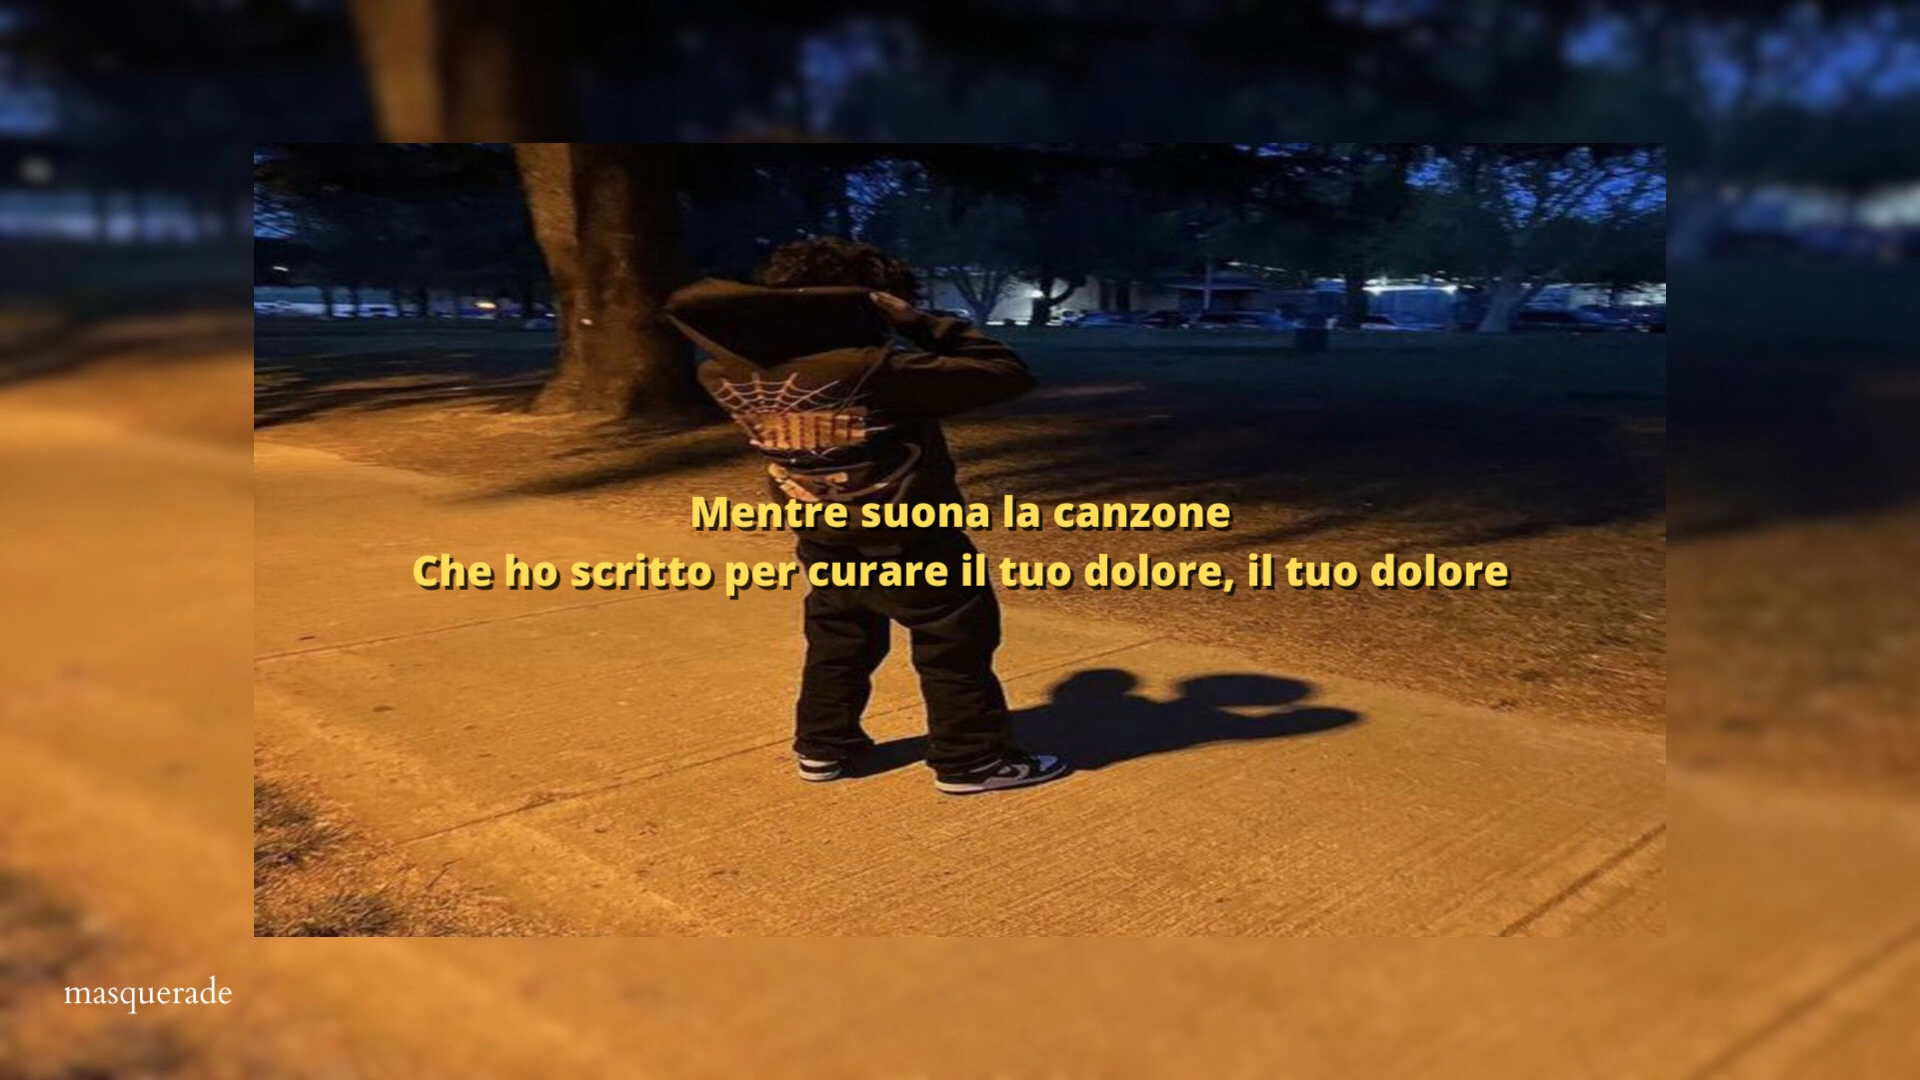 Mentre suona la canzone
Che ho scritto per curare il tuo dolore, il tuo dolore
masquerade